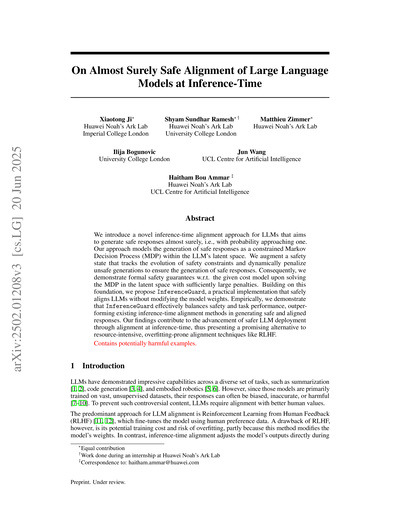 On Almost Surely Safe Alignment of Large Language
Models at Inference-Time
Xiaotong Ji*
Huawei Noah's Ark Lab
Imperial College London
Shyam Sundhar Ramesh* †
Huawei Noah's Ark Lab
University College London
Matthieu Zimmer*
Huawei Noah's Ark Lab
Ilija Bogunovic
University College London
Jun Wang
UCL Centre for Artificial Intelligence
Haitham Bou Ammar ‡
Huawei Noah's Ark Lab
UCL Centre for Artificial Intelligence
Abstract
We introduce a novel inference-time alignment approach for LLMs that aims
to generate safe responses almost surely, i.e., with probability approaching one.
Our approach models the generation of safe responses as a constrained Markov
Decision Process (MDP) within the LLM's latent space. We augment a safety
state that tracks the evolution of safety constraints and dynamically penalize
unsafe generations to ensure the generation of safe responses. Consequently, we
demonstrate formal safety guarantees w.r.t. the given cost model upon solving
the MDP in the latent space with sufficiently large penalties. Building on this
foundation, we propose InferenceGuard, a practical implementation that safely
aligns LLMs without modifying the model weights. Empirically, we demonstrate
that InferenceGuard effectively balances safety and task performance, outper-
forming existing inference-time alignment methods in generating safe and aligned
responses. Our findings contribute to the advancement of safer LLM deployment
through alignment at inference-time, thus presenting a promising alternative to
resource-intensive, overfitting-prone alignment techniques like RLHF.
Contains potentially harmful examples.
1 Introduction
LLMs have demonstrated impressive capabilities across a diverse set of tasks, such as summarization
[1, 2], code generation [3, 4], and embodied robotics [5, 6]. However, since those models are primarily
trained on vast, unsupervised datasets, their responses can often be biased, inaccurate, or harmful
[7–10]. To prevent such controversial content, LLMs require alignment with better human values.
The predominant approach for LLM alignment is Reinforcement Learning from Human Feedback
(RLHF) [11, 12], which fine-tunes the model using human preference data. A drawback of RLHF,
however, is its potential training cost and risk of overfitting, partly because this method modifies the
model's weights. In contrast, inference-time alignment adjusts the model's outputs directly during
*Equal contribution
†Work done during an internship at Huawei Noah's Ark Lab
‡Correspondence to: haitham.ammar@huawei.com
Preprint. Under review.
arXiv:2502.01208v3 [cs.LG] 20 Jun 2025